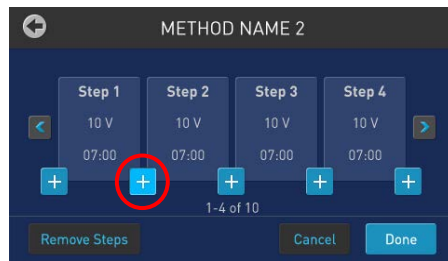 METHOD NAME 2
Step 1 Step 2 Step 3 Step 4
10 V 10 V 10 V 10 V
07:00 07:00 07:00 07:00
+ + + + +
1-4 of 10
Remove Steps Cancel Done